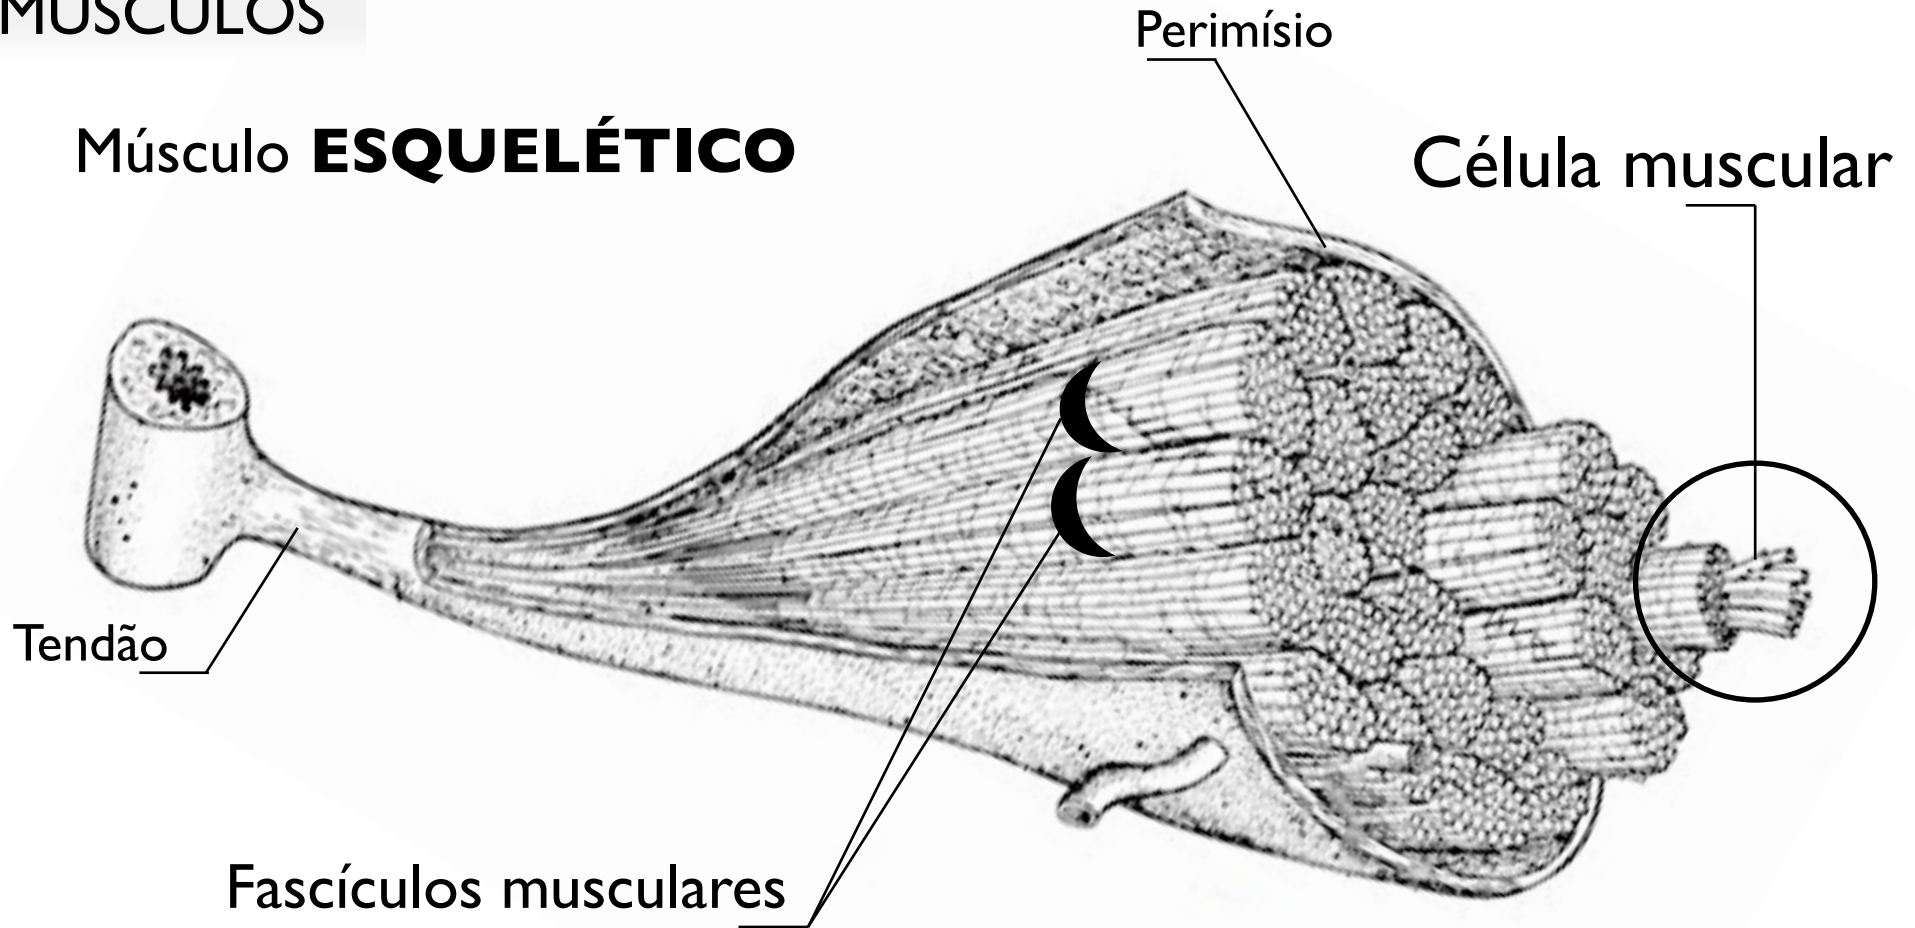 MÚSCULOS
Perimísio
Músculo ESQUELÉTICO
Célula muscular
Tendão
Fascículos musculares